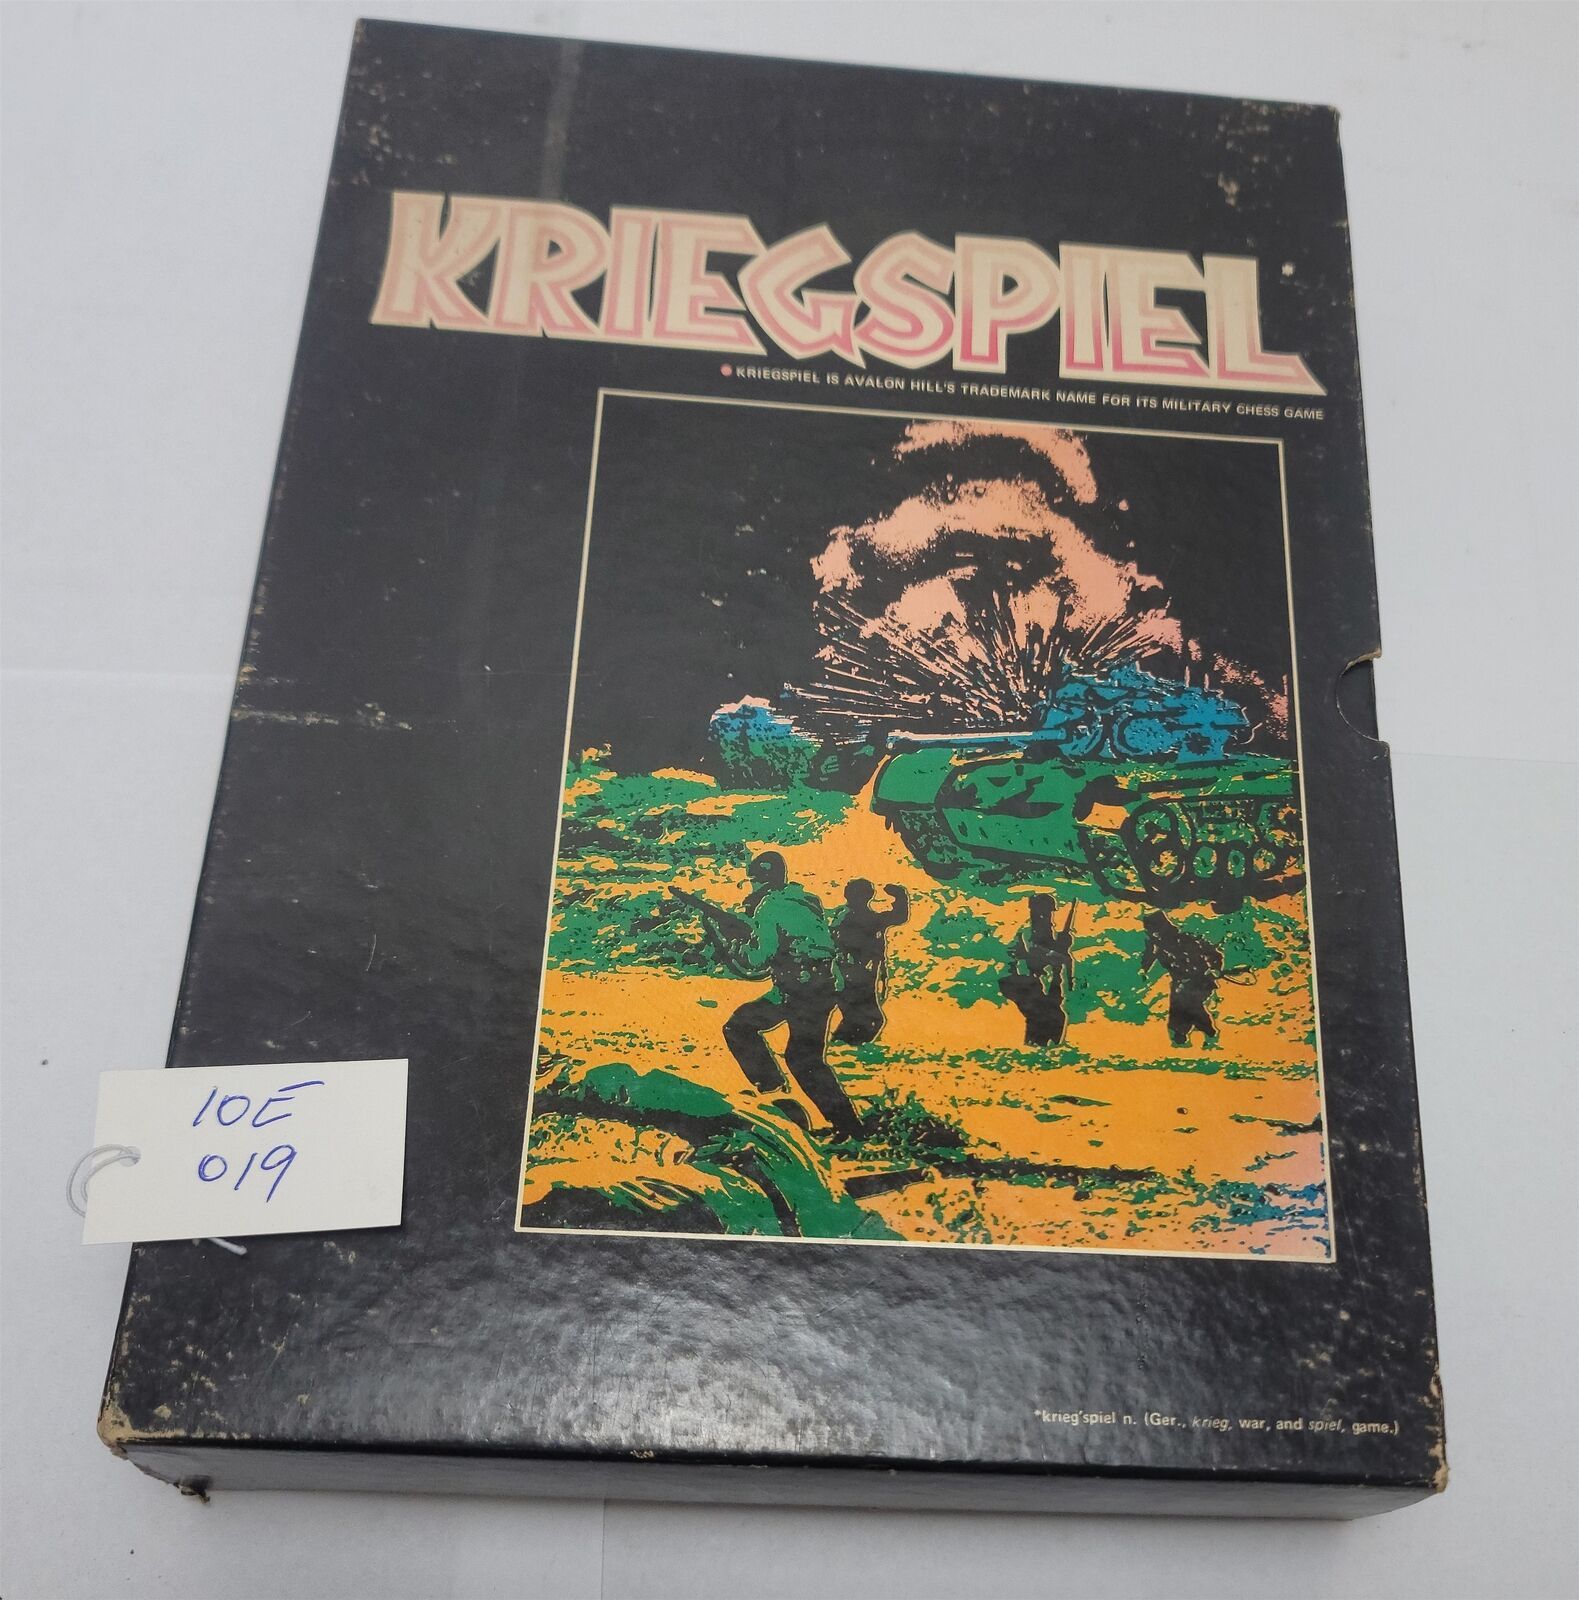 KRIEGSPIEL*
• KRIEGSPIEL IS AVALON HILL'S TRADEMARK NAME FOR ITS MILITARY CHESS GAME
10E
019
*krieg'spiel n. (Ger., krieg, war, and spiel, game.)